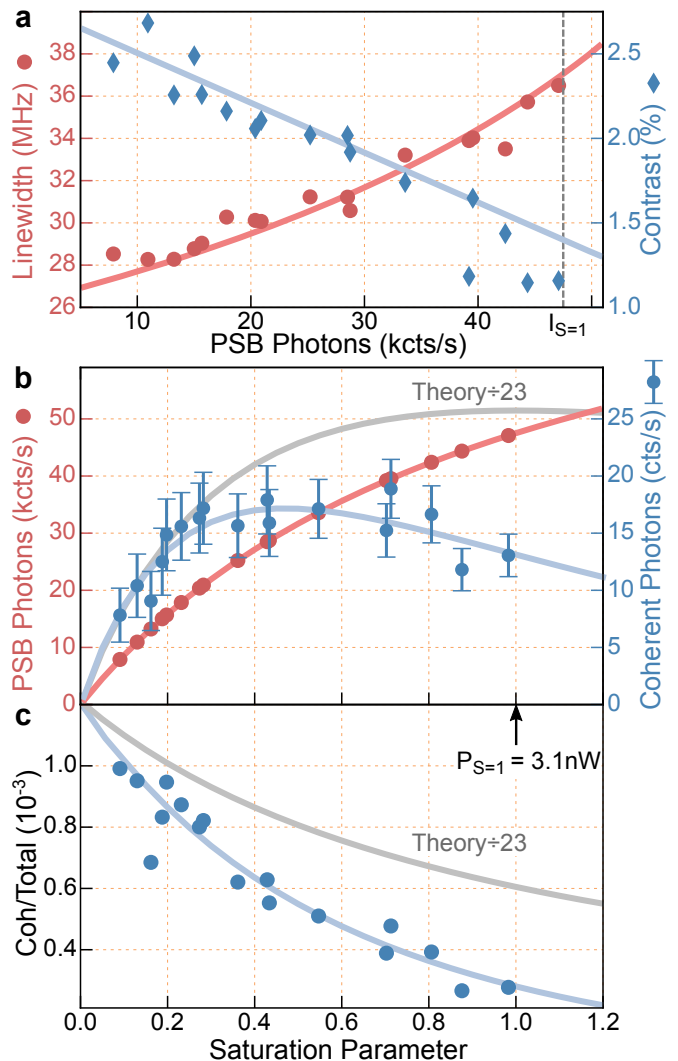 a
Linewidth (MHz)
38
36
34
32
30
28
26
2.5
2.0
1.5
1.0
Contrast (%)
10
20
30
40
I_{S=1}
PSB Photons (kcts/s)
b
PSB Photons (kcts/s)
50
40
30
20
10
0
Theory÷23
25
20
15
10
5
0
Coherent Photons (cts/s)
P_{S=1} = 3.1nW
c
Coh/Total (10^{-3})
1.0
0.8
0.6
0.4
Theory÷23
0.0
0.2
0.4
0.6
0.8
1.0
1.2
Saturation Parameter